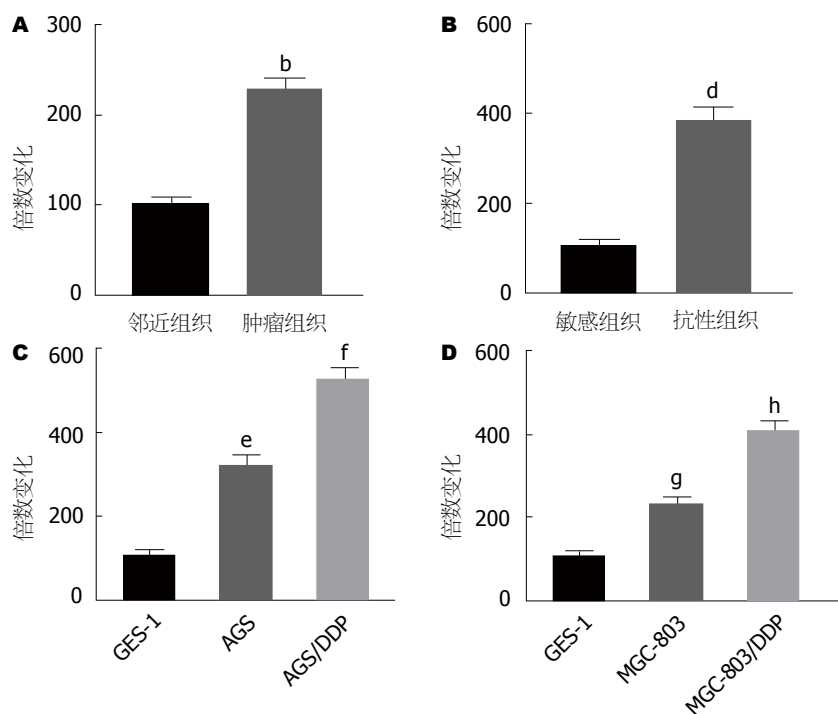 A
300
200
100
0
倍数变化
b
邻近组织 肿瘤组织
B
600
400
200
0
倍数变化
d
敏感组织 抗性组织
C
600
400
200
0
倍数变化
e
f
GES-1
AGS
AGS/DDP
D
600
400
200
0
倍数变化
g
h
GES-1
MGC-803
MGC-803/DDP